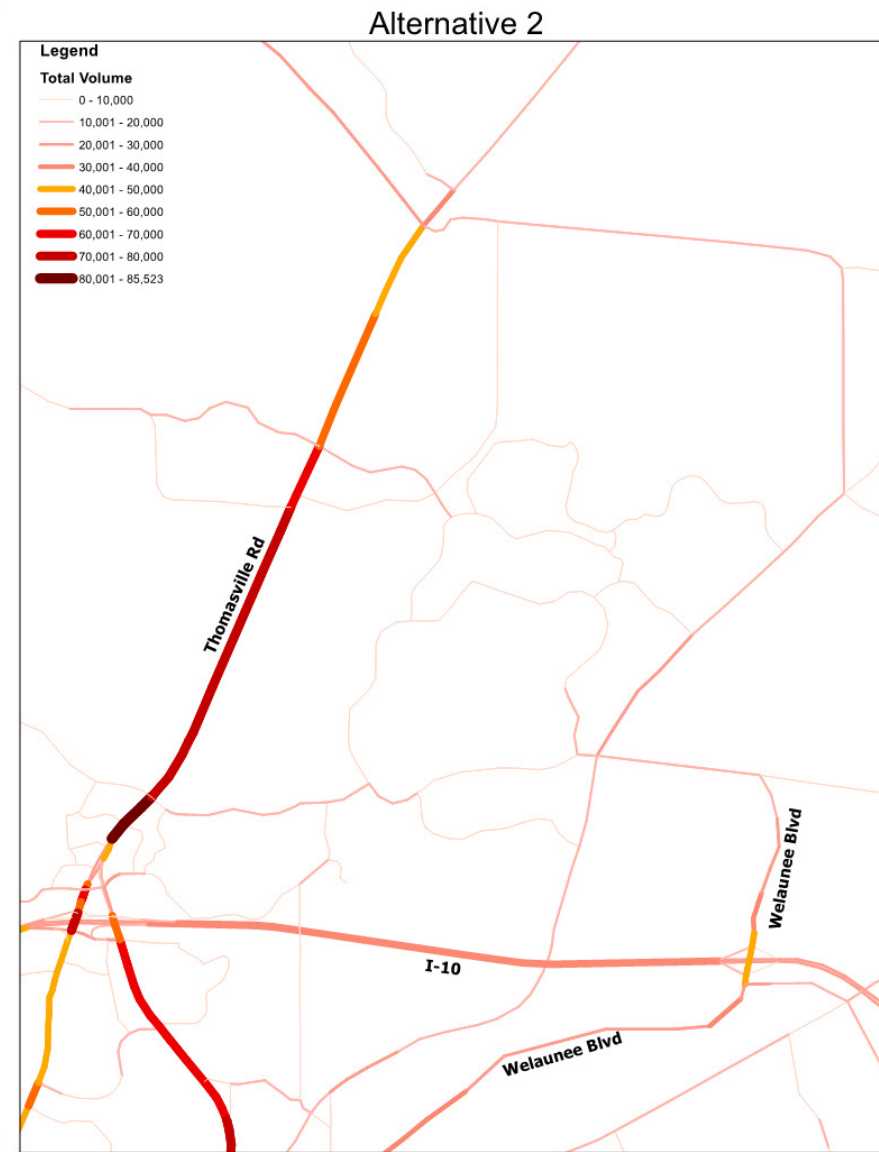 Alternative 2
Legend
Total Volume
0 - 10,000
10,001 - 20,000
20,001 - 30,000
30,001 - 40,000
40,001 - 50,000
50,001 - 60,000
60,001 - 70,000
70,001 - 80,000
80,001 - 85,523
Thomasville Rd
Welaunee Blvd
I-10
Welaunee Blvd